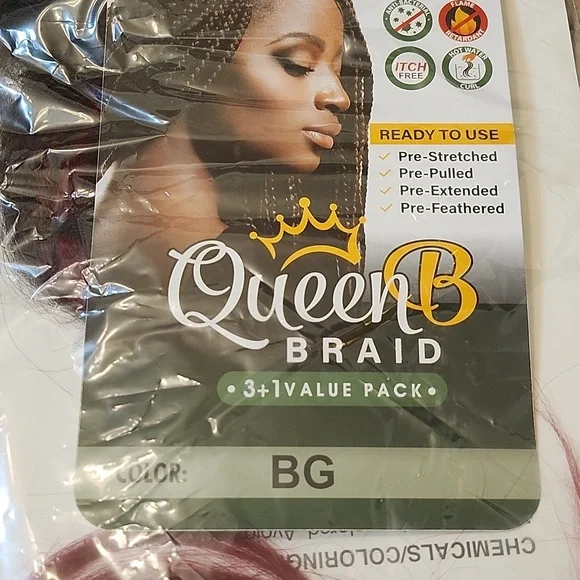 ANTI-BACTERIAL
FLAME
RETARDANT
ITCH
FREE
HOT WATER
CURL
READY TO USE
Pre-Stretched
Pre-Pulled
Pre-Extended
Pre-Feathered
Queen B
BRAID
• 3+1 VALUE PACK •
COLOR: BG
Avoid
CHEMICALS/COLORING